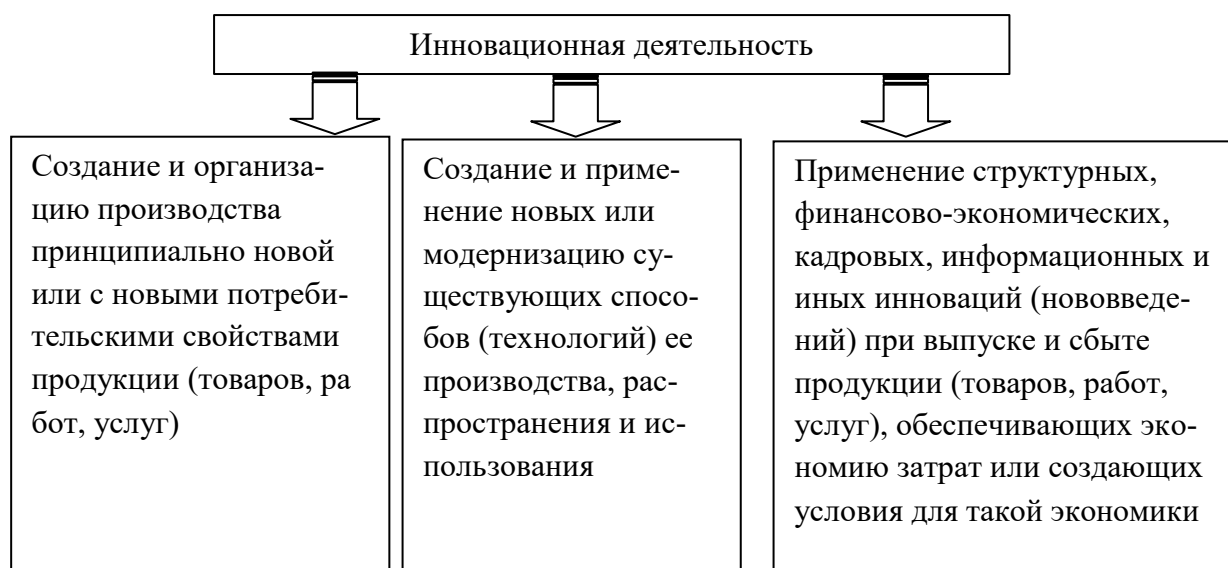 Инновационная деятельность
Создание и организа-
цию производства
принципиально новой
или с новыми потреби-
тельскими свойствами
продукции (товаров, ра
бот, услуг)
Создание и приме-
нение новых или
модернизацию су-
ществующих спосо-
бов (технологий) ее
производства, рас-
пространения и ис-
пользования
Применение структурных,
финансово-экономических,
кадровых, информационных и
иных инноваций (нововведе-
ний) при выпуске и сбыте
продукции (товаров, работ,
услуг), обеспечивающих эко-
номию затрат или создающих
условия для такой экономики